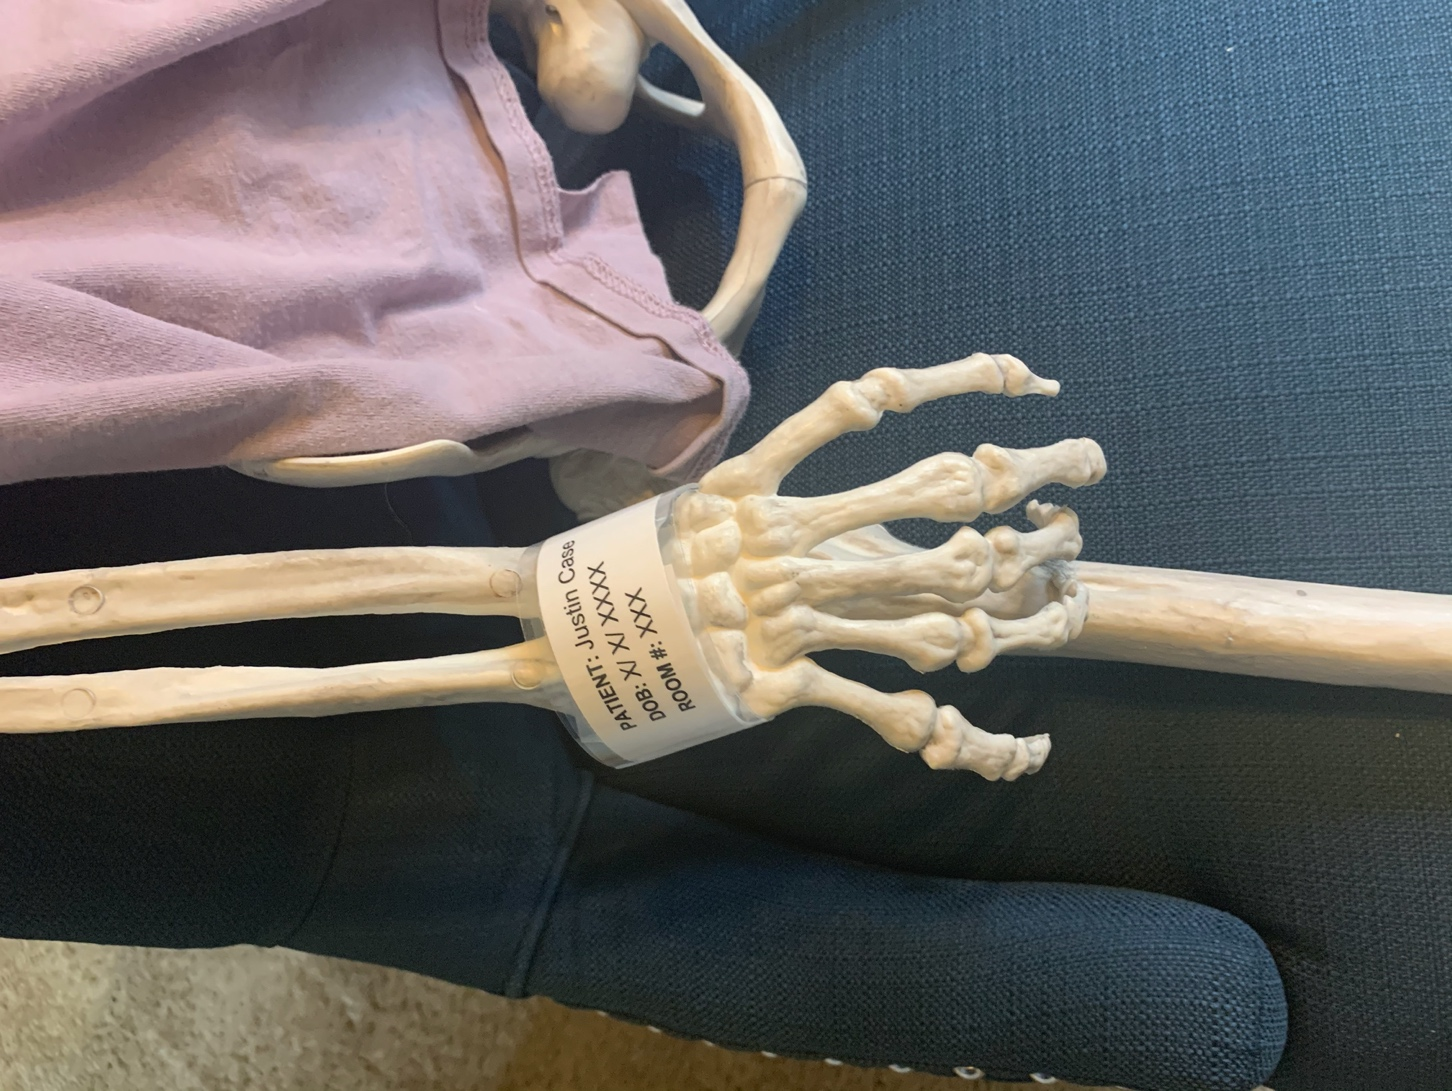 PATIENT: Justin Case
DOB: X/ X/ XXXX
ROOM #: XXX